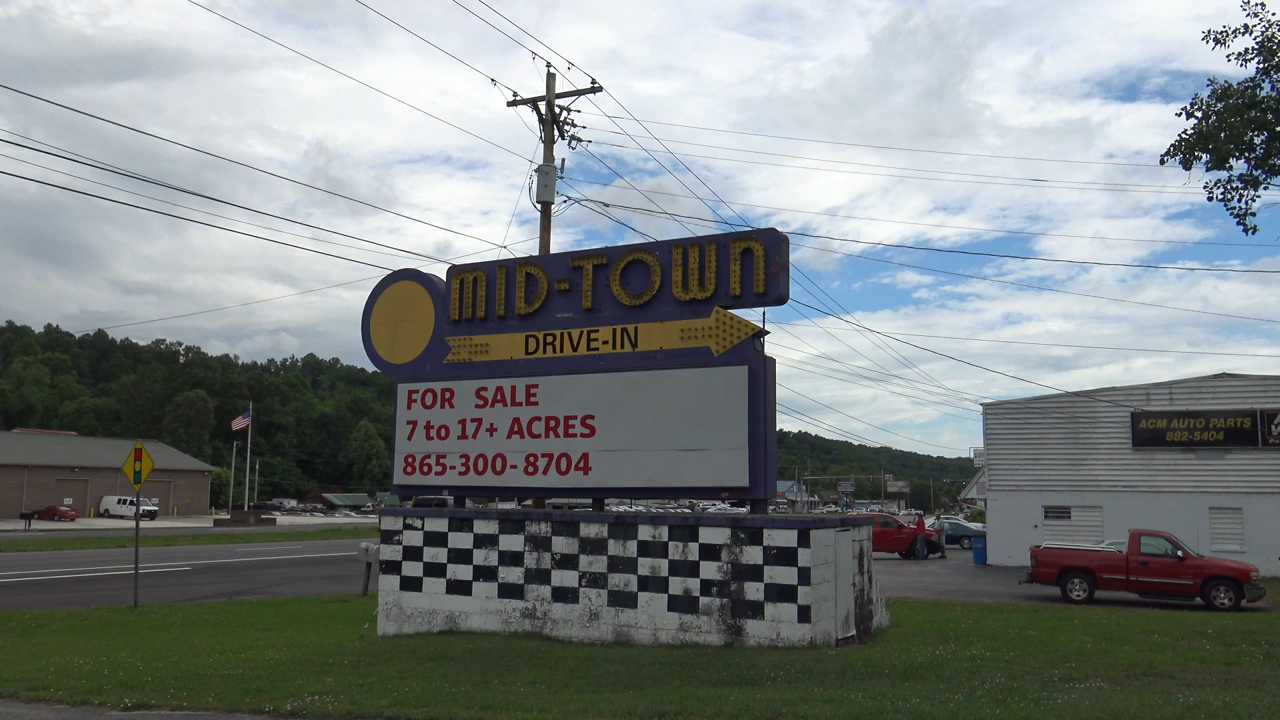 MID-TOWN
DRIVE-IN
FOR SALE
7 to 17+ ACRES
865-300-8704
ACM AUTO PARTS
882-5404